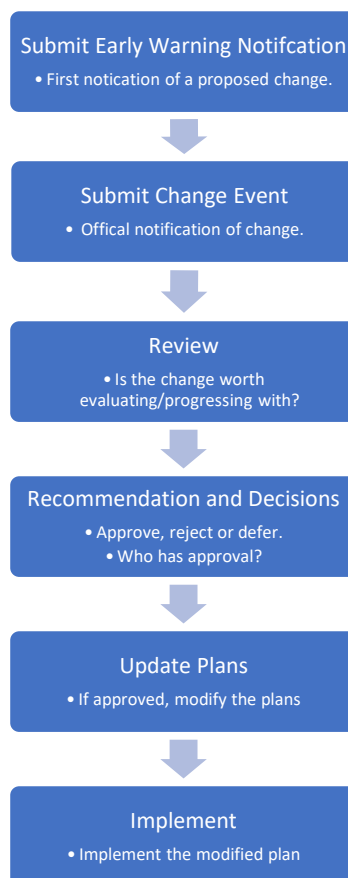 Submit Early Warning Notifcation
• First notication of a proposed change.
Submit Change Event
• Offical notification of change.
Review
• Is the change worth
evaluating/progressing with?
Recommendation and Decisions
• Approve, reject or defer.
• Who has approval?
Update Plans
• If approved, modify the plans
Implement
• Implement the modified plan